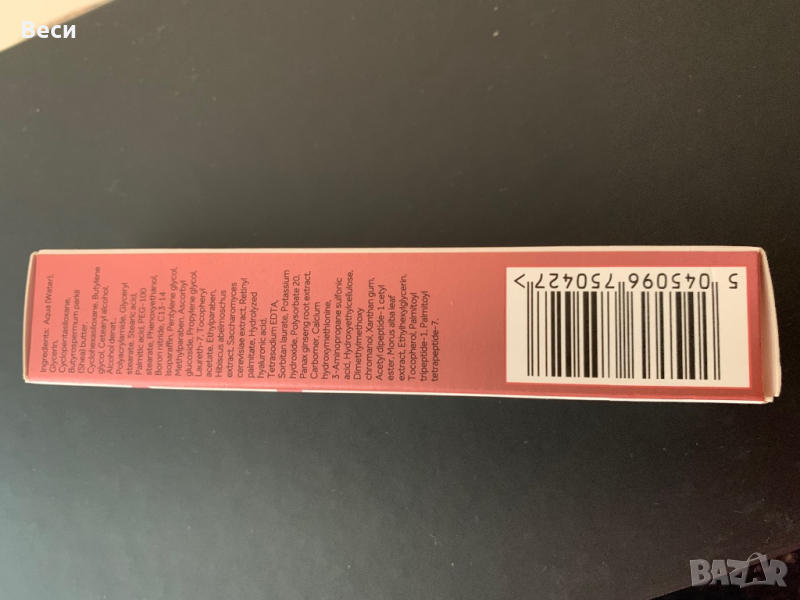 Веси
Ingredients: Aqua (Water),
Glycerin,
Cyclopentasiloxane,
Butyrospermum parkii
(Shea) butter,
Cyclohexasiloxane, Butylene
glycol, Cetearyl alcohol,
Alcohol denat.,
Polyacrylamide, Glyceryl
stearate, Stearic acid,
Palmitic acid, PEG-100
stearate, Phenoxyethanol,
Boron nitride, C13-14
isoparaffin, Pentylene glycol,
Methylparaben, Ascorbyl
glucoside, Propylene glycol,
Laureth-7, Tocopheryl
acetate, Ethylparaben,
Hibiscus abelmoschus
extract, Saccharomyces
cerevisiae extract, Retinyl
palmitate, Hydrolyzed
hyaluronic acid,
Tetrasodium EDTA,
Sorbitan laurate, Potassium
hydroxide, Polysorbate 20,
Panax ginseng root extract,
Carbomer, Calcium
hydroxymethionine,
3-Aminopropane sulfonic
acid, Hydroxyethylcellulose,
Dimethylmethoxy
chromanol, Xanthan gum,
Acetyl dipeptide-1 cetyl
ester, Morus alba leaf
extract, Ethylhexylglycerin,
Tocopherol, Palmitoyl
tripeptide-1, Palmitoyl
tetrapeptide-7.
5 045096 750427 >
BAZAR